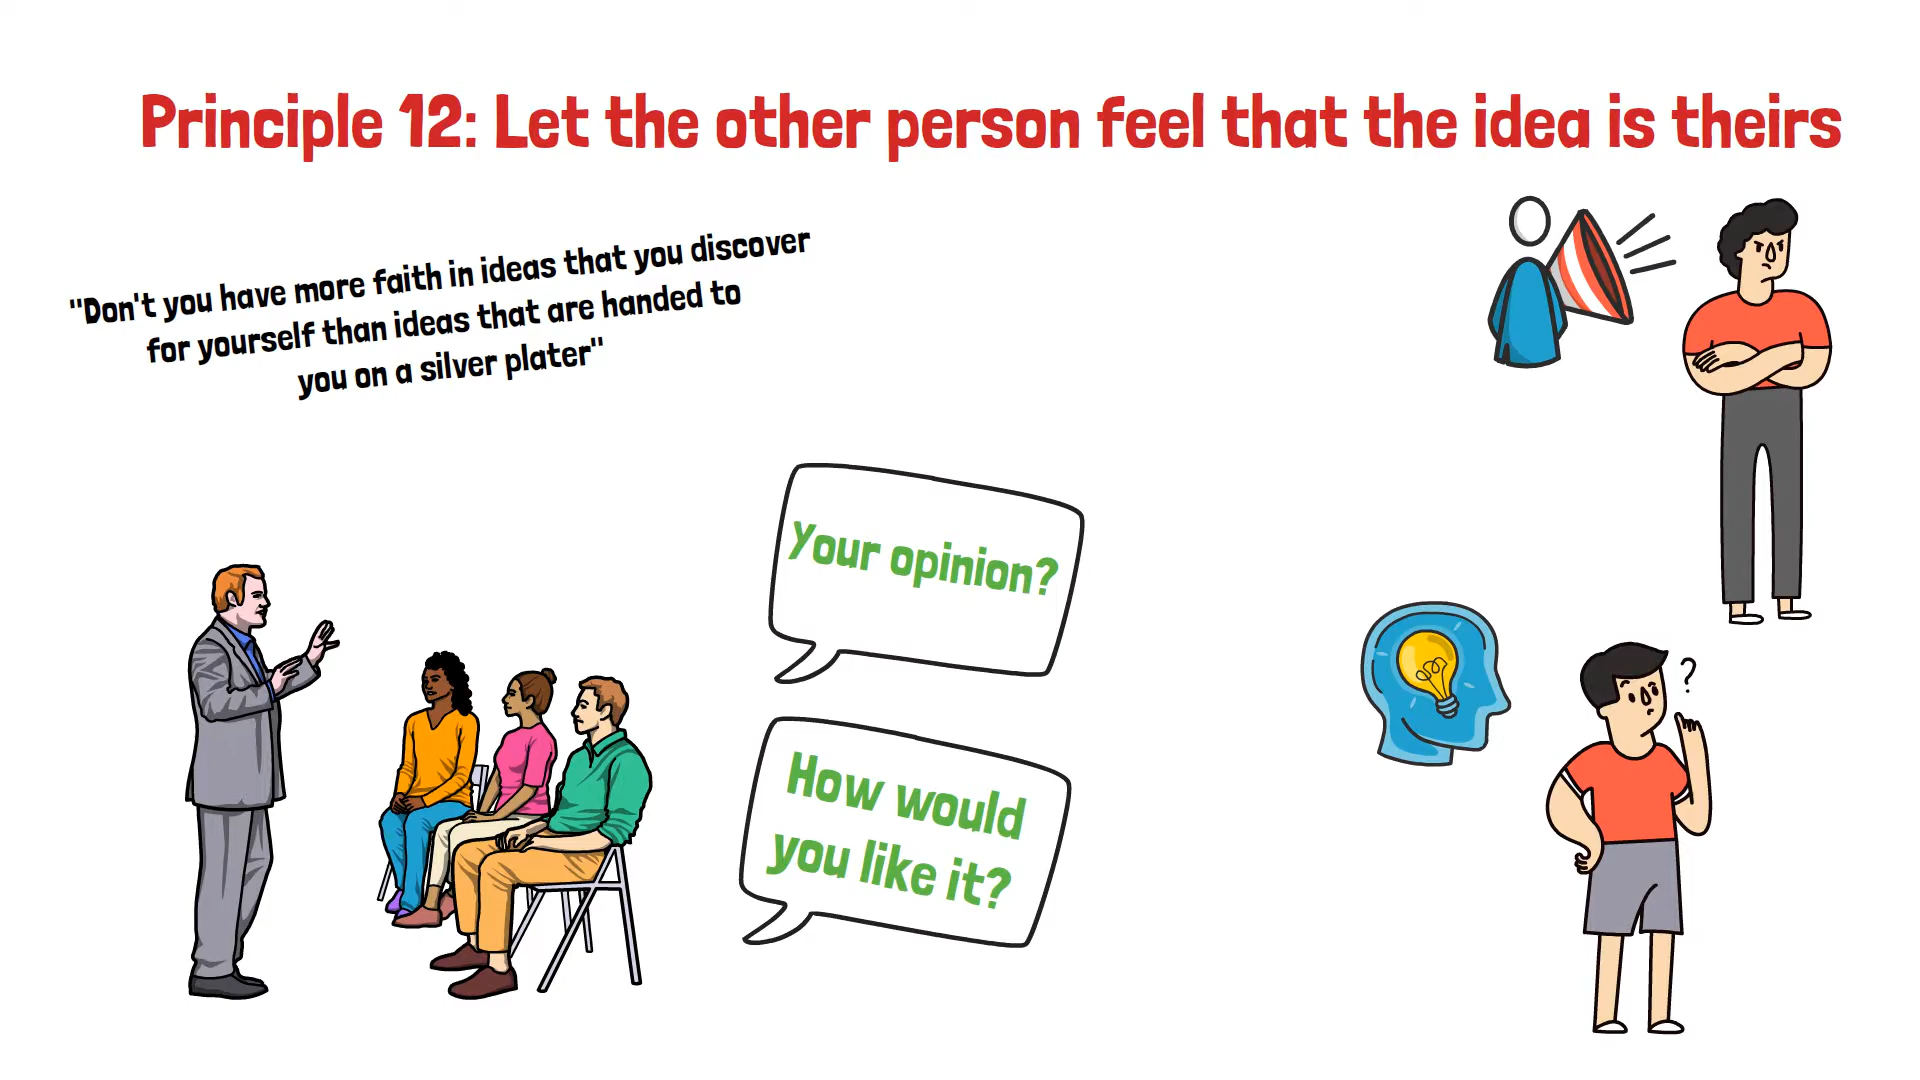 Principle 12: Let the other person feel that the idea is theirs
"Don't you have more faith in ideas that you discover
for yourself than ideas that are handed to
you on a silver plater"
Your opinion?
How would
you like it?
?